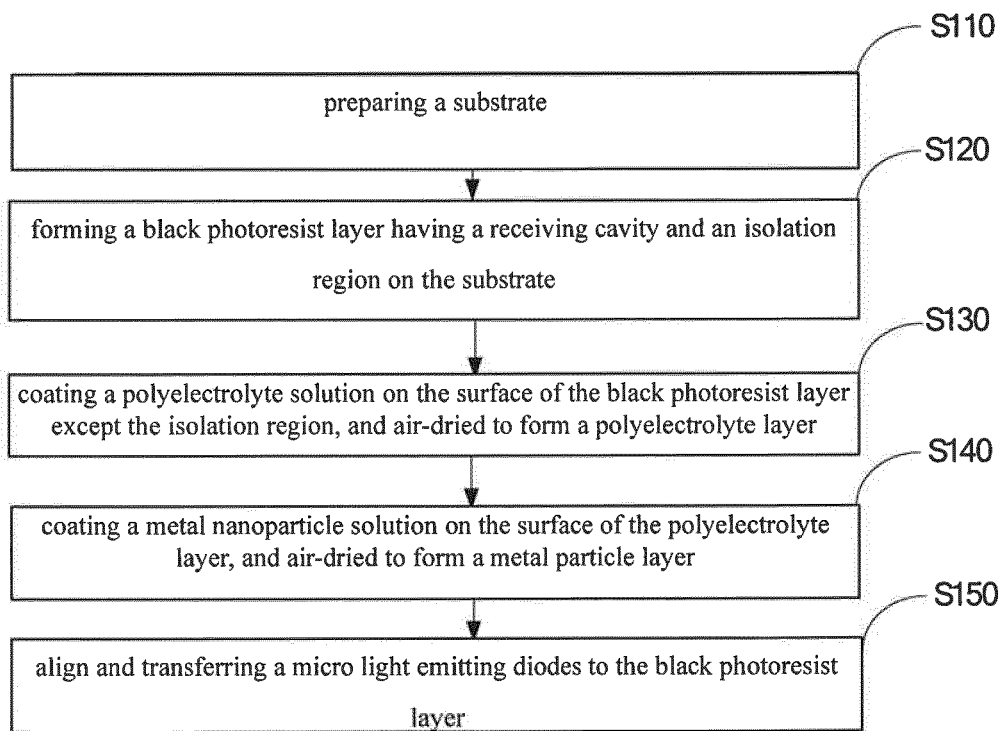 S110
preparing a substrate
S120
forming a black photoresist layer having a receiving cavity and an isolation
region on the substrate
S130
coating a polyelectrolyte solution on the surface of the black photoresist layer
except the isolation region, and air-dried to form a polyelectrolyte layer
S140
coating a metal nanoparticle solution on the surface of the polyelectrolyte
layer, and air-dried to form a metal particle layer
S150
align and transferring a micro light emitting diodes to the black photoresist
layer